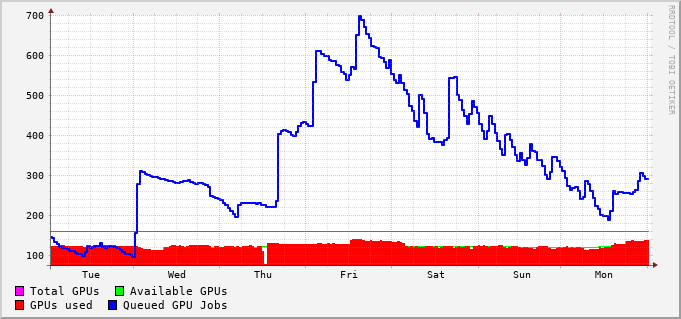 700
600
500
400
300
200
100
Tue Wed Thu Fri Sat Sun Mon
Total GPUs Available GPUs
GPUs used Queued GPU Jobs
RRDTOOL / TOBI OETIKER